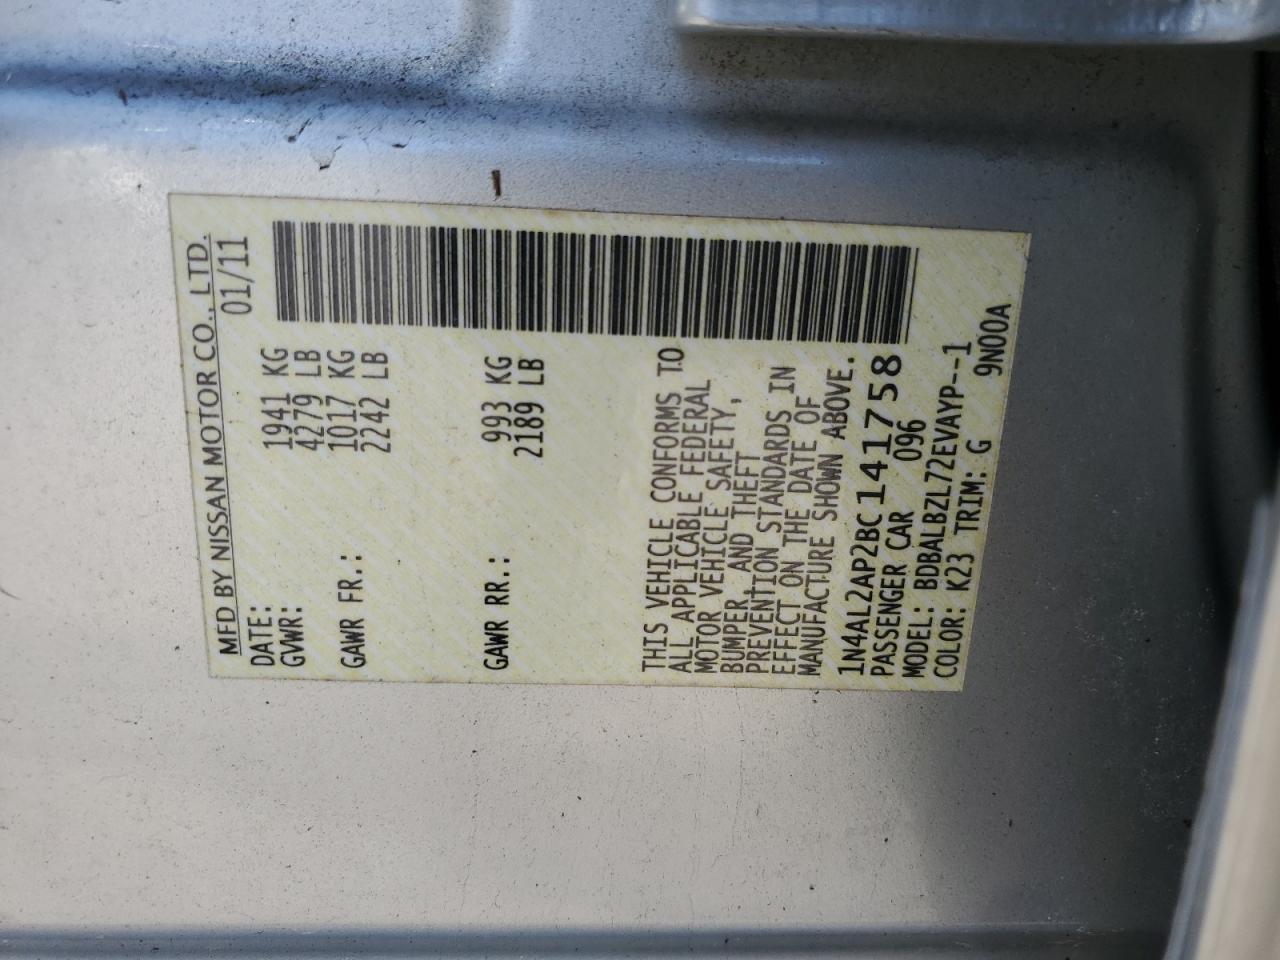 MFD BY NISSAN MOTOR CO., LTD.
DATE: 01/11
GVWR: 1941 KG
4279 LB
GAWR FR.: 1017 KG
2242 LB
GAWR RR.: 993 KG
2189 LB
THIS VEHICLE CONFORMS TO
ALL APPLICABLE FEDERAL
MOTOR VEHICLE SAFETY,
BUMPER, AND THEFT
PREVENTION STANDARDS IN
EFFECT ON THE DATE OF
MANUFACTURE SHOWN ABOVE.
1N4AL2AP2BC141758
PASSENGER CAR 096
MODEL: BDBALBZL72EVAYP--1
COLOR: K23 TRIM: G 9N00A